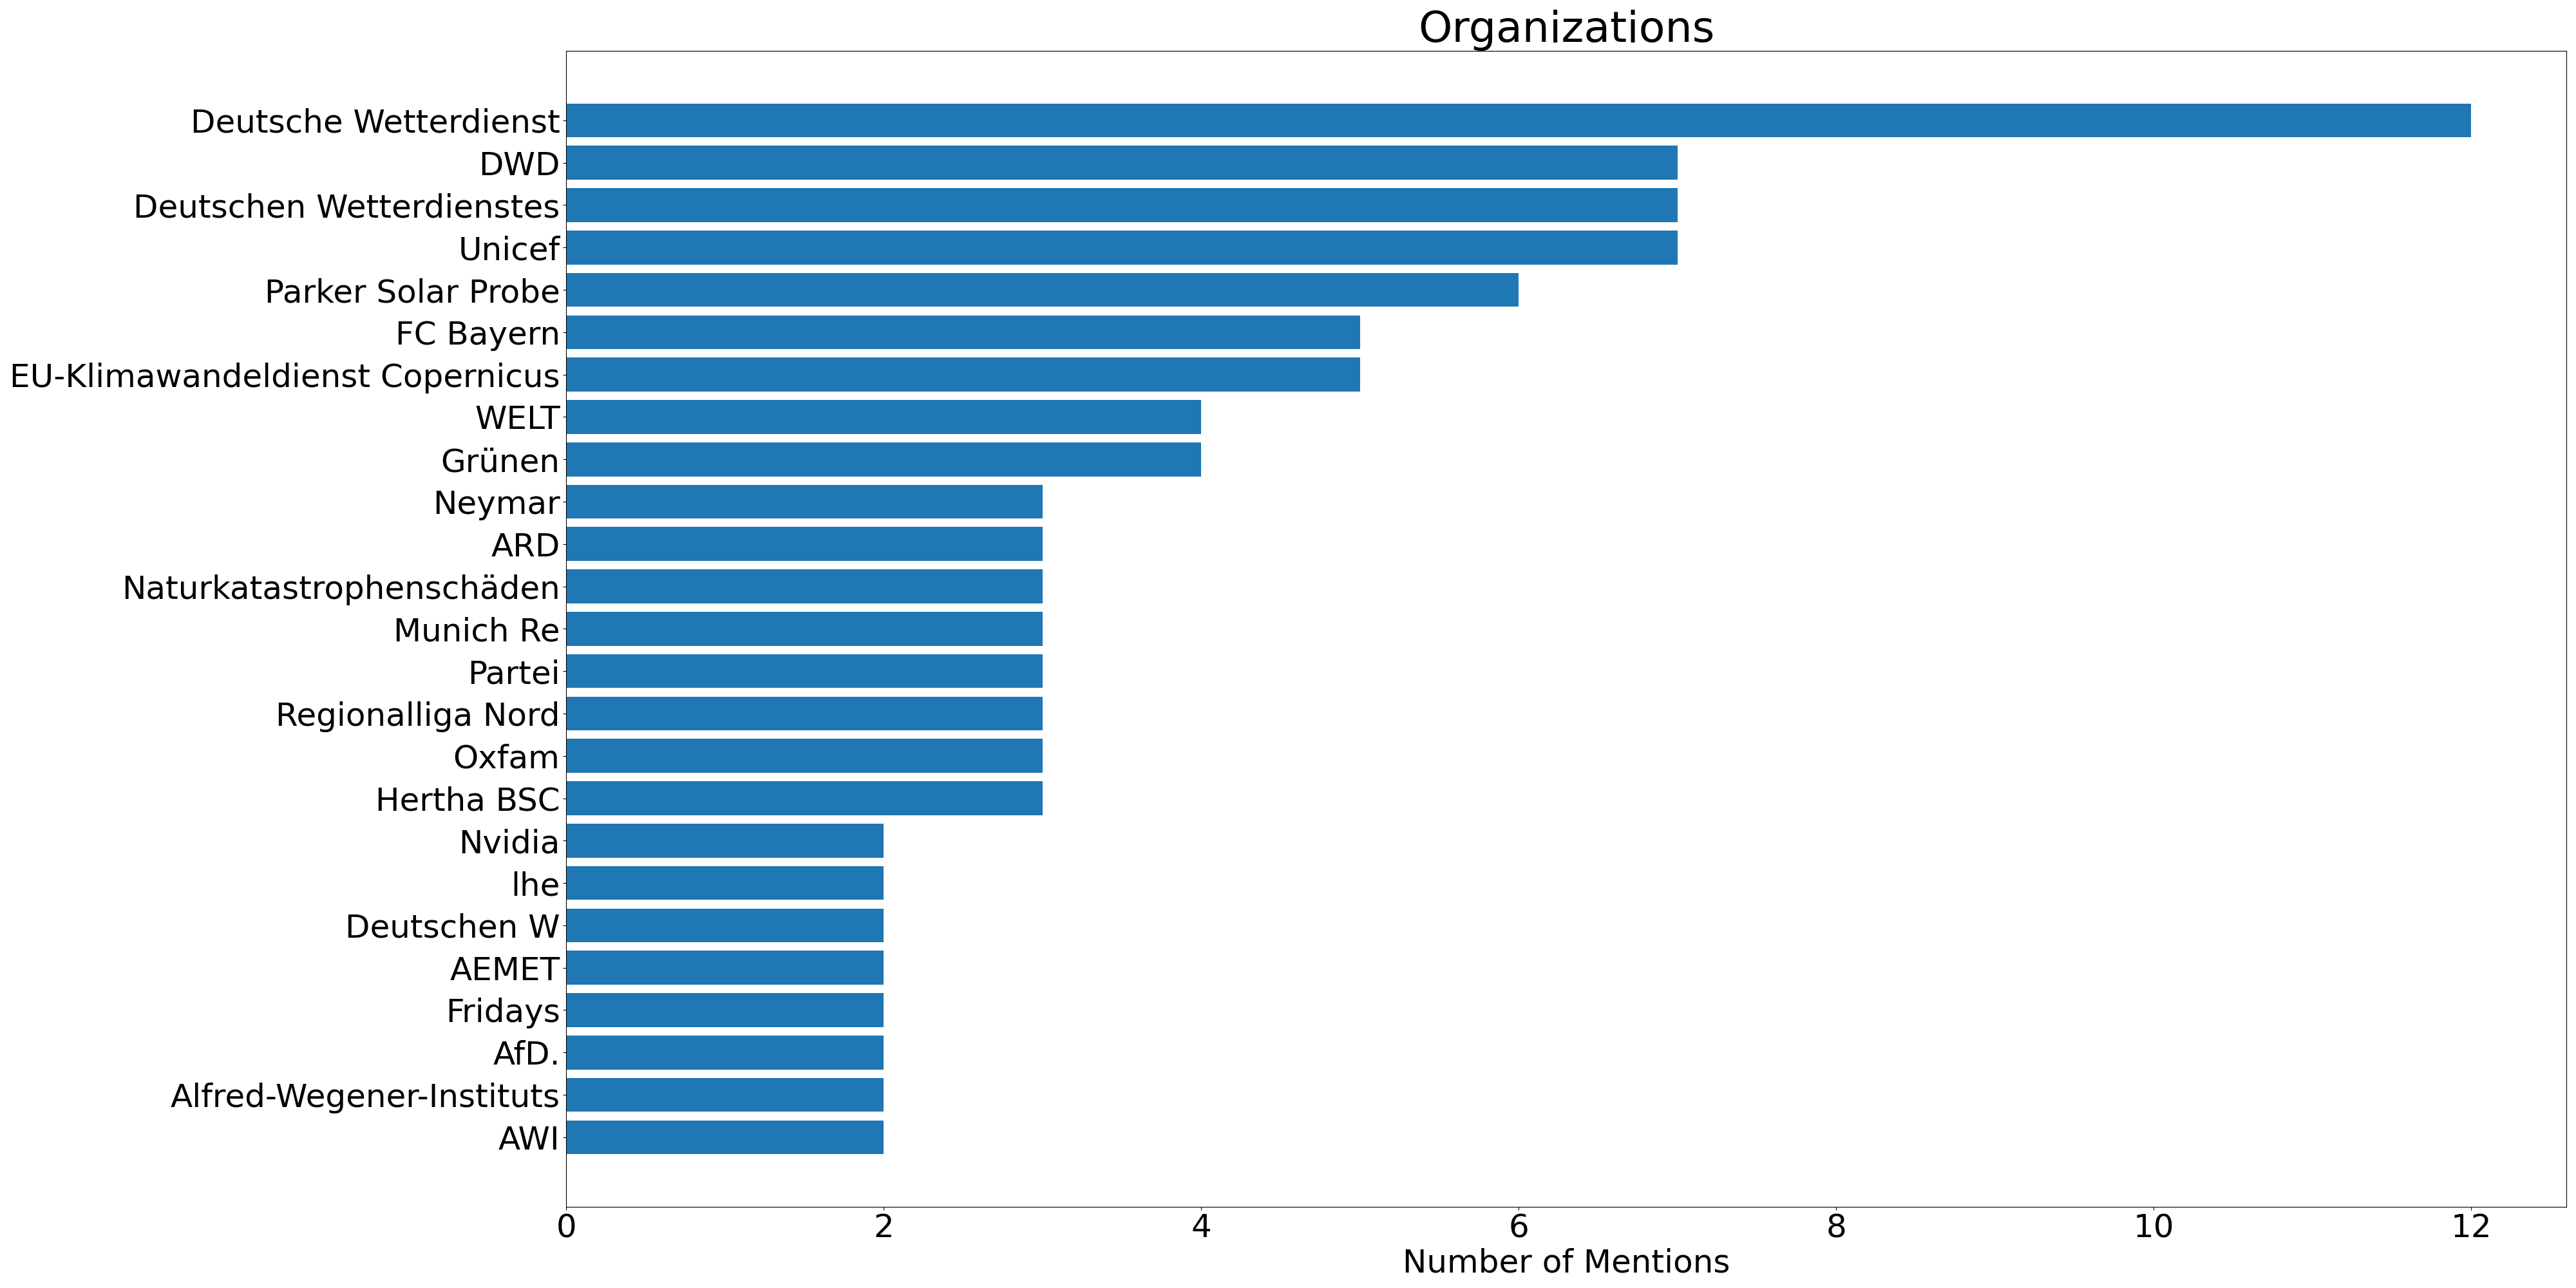 Organizations
Deutsche Wetterdienst
DWD
Deutschen Wetterdienstes
Unicef
Parker Solar Probe
FC Bayern
EU-Klimawandeldienst Copernicus
WELT
Grünen
Neymar
ARD
Naturkatastrophenschäden
Munich Re
Partei
Regionalliga Nord
Oxfam
Hertha BSC
Nvidia
lhe
Deutschen W
AEMET
Fridays
AfD.
Alfred-Wegener-Instituts
AWI
0 2 4 6 8 10 12
Number of Mentions